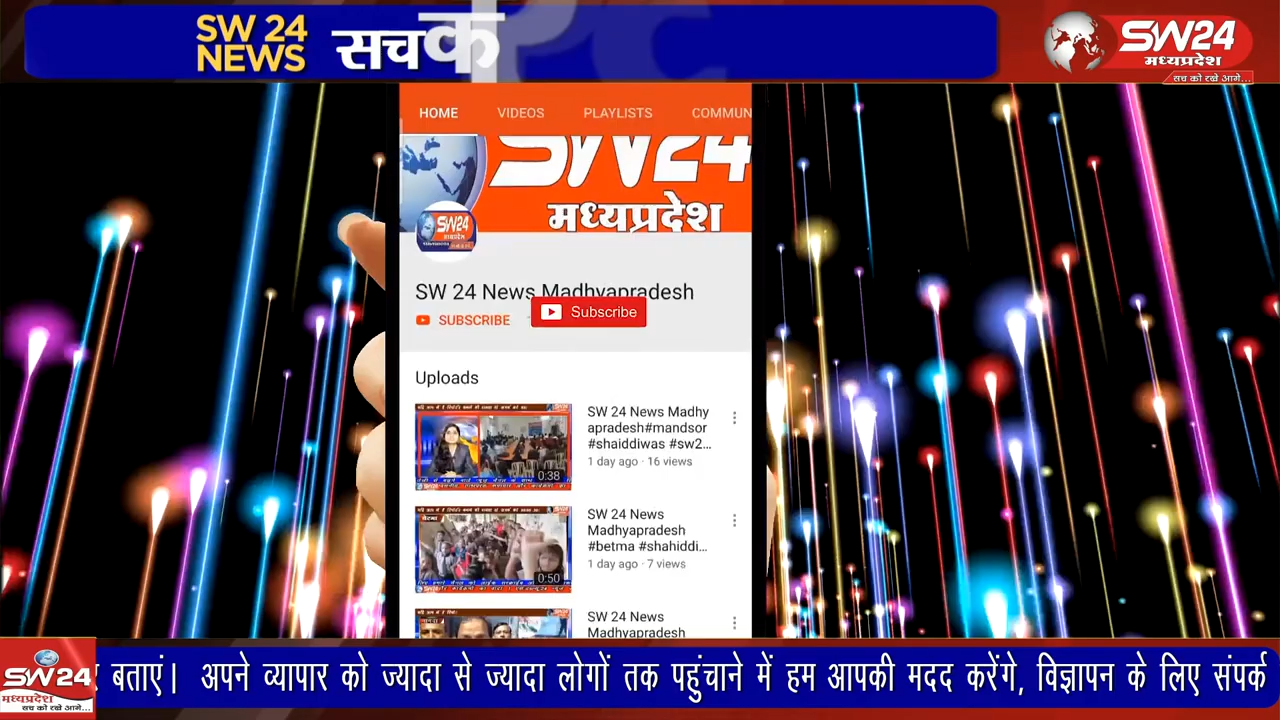 SW 24
NEWS
सच क
SW24
मध्यप्रदेश
सच को रखे आगे...
HOME VIDEOS PLAYLISTS COMMUN
SW24
मध्यप्रदेश
SW24
SW 24 News Madhyapradesh
SUBSCRIBE
Subscribe
Uploads
SW 24 News Madhy
apradesh#mandsor
#shaiddiwas #sw2...
1 day ago · 16 views
0:38
SW 24 News
Madhyapradesh
#betma #shahiddi...
1 day ago · 7 views
0:50
SW 24 News
Madhyapradesh
SW24
मध्यप्रदेश
सच को रखे आगे...
बताएं। अपने व्यापार को ज्यादा से ज्यादा लोगों तक पहुंचाने में हम आपकी मदद करेंगे, विज्ञापन के लिए संपर्क